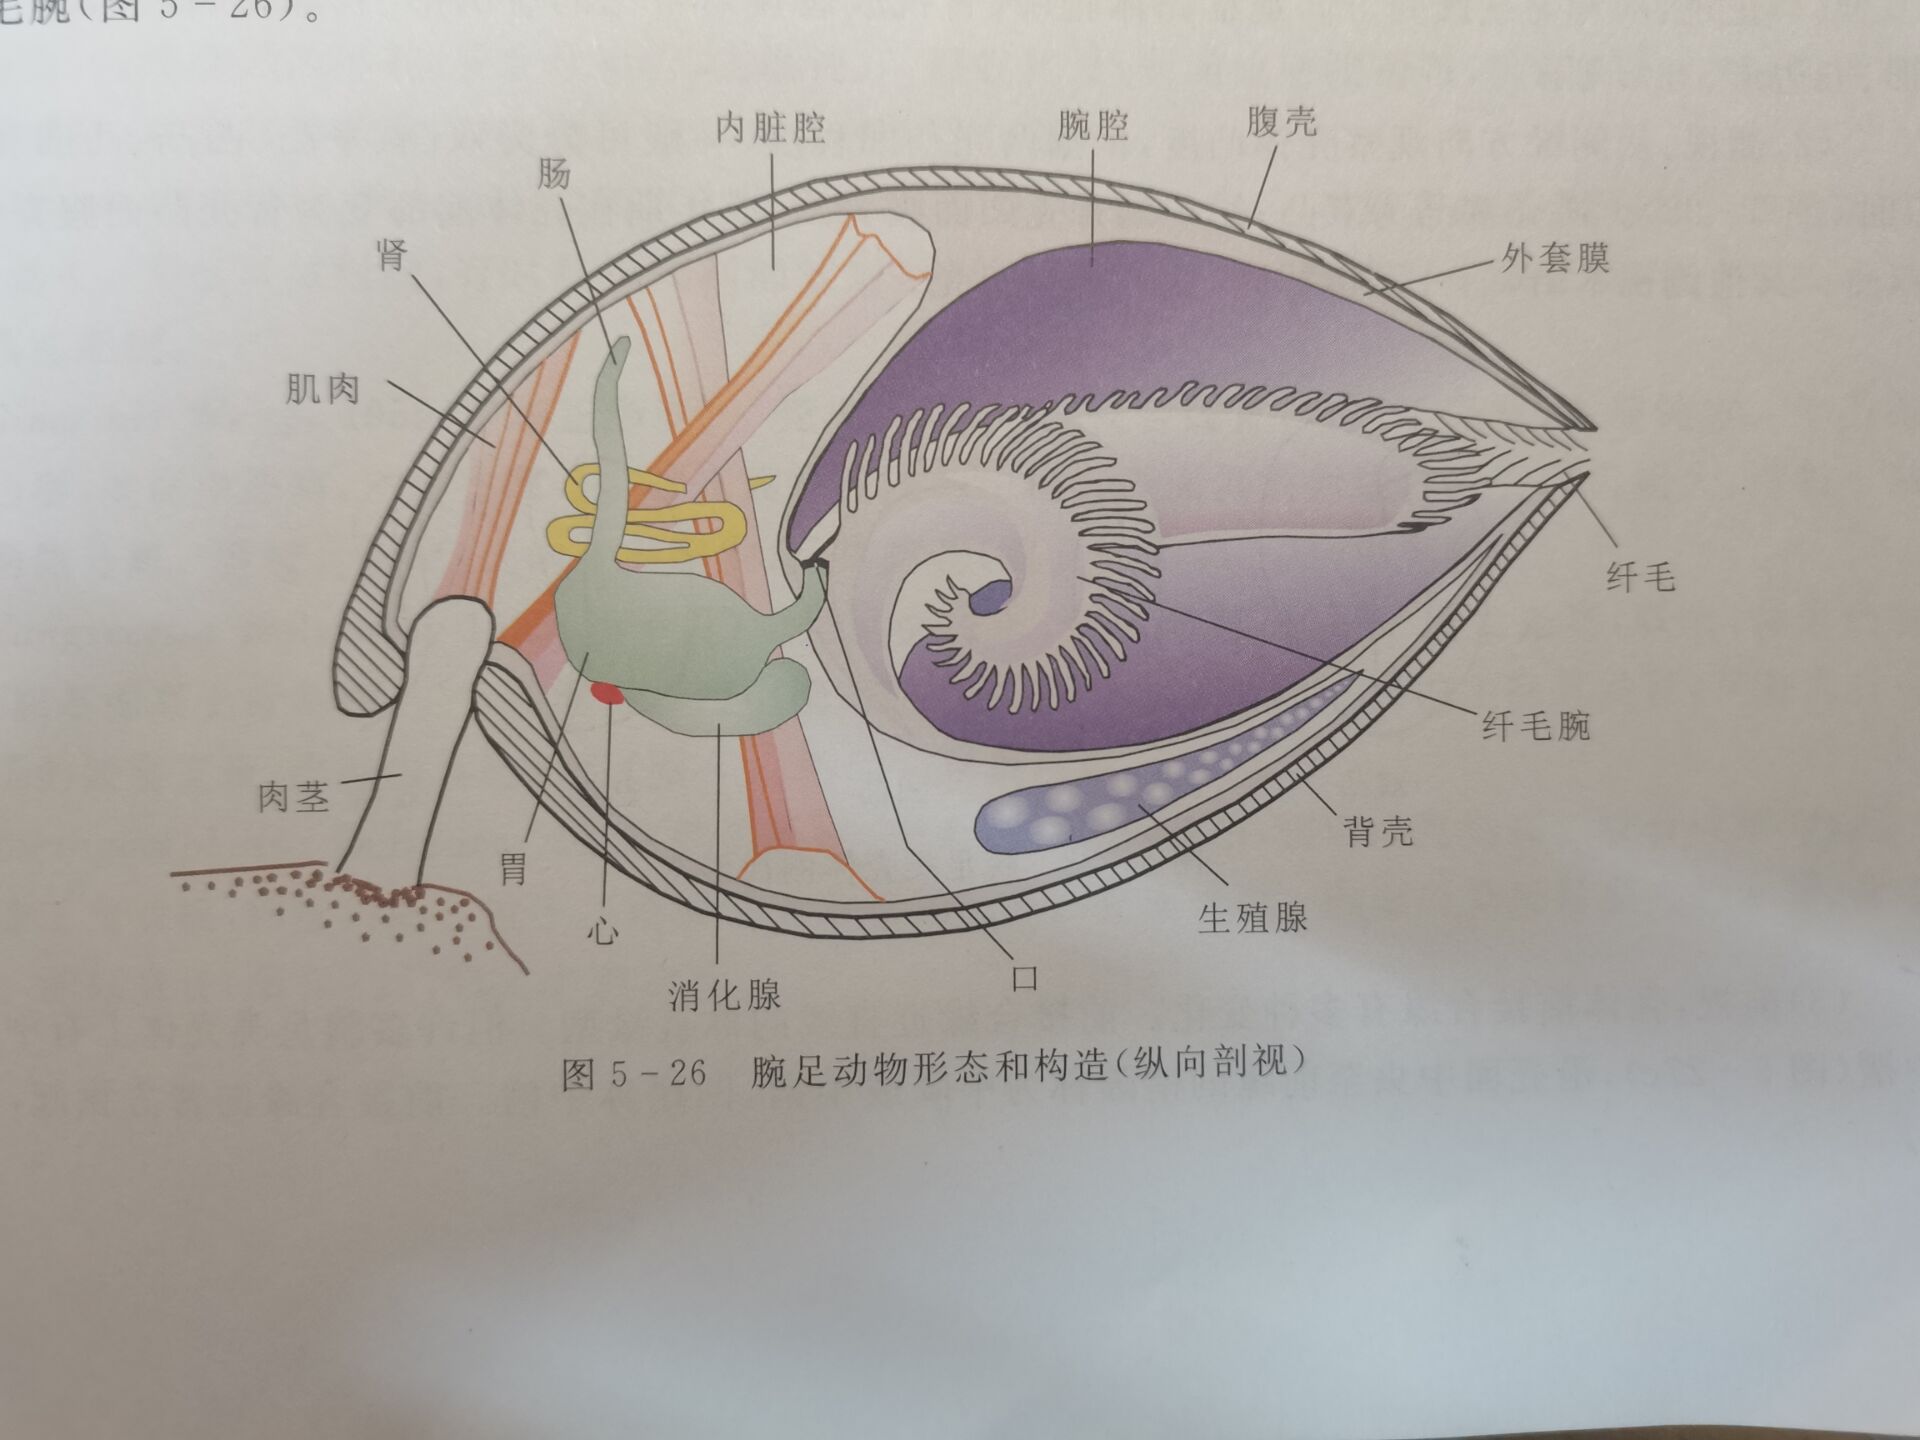 毛腕(图5-26)。
内脏腔
腕腔
腹壳
肠
肾
外套膜
肌肉
纤毛
纤毛腕
肉茎
背壳
胃
生殖腺
心
口
消化腺
图5-26 腕足动物形态和构造(纵向剖视)